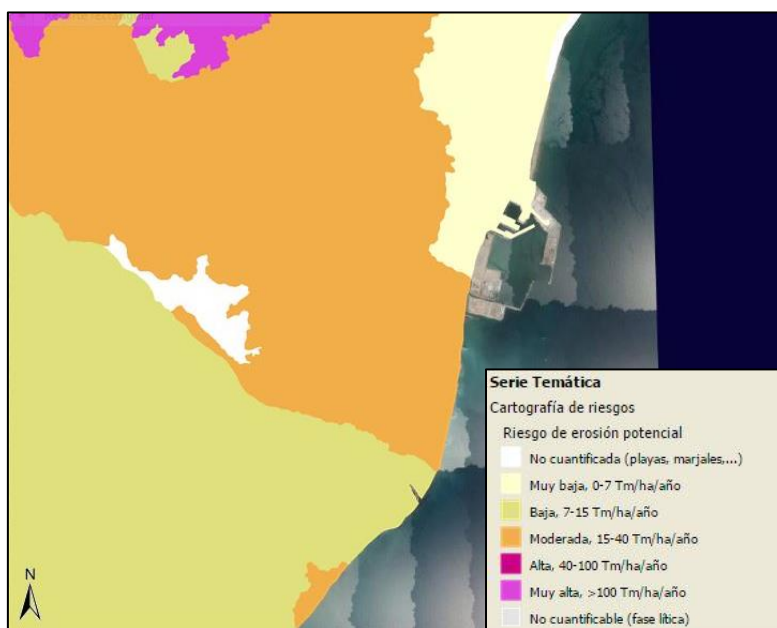 Serie Temática
Cartografía de riesgos
Riesgo de erosión potencial
No cuantificada (playas, marjales,...)
Muy baja, 0-7 Tm/ha/año
Baja, 7-15 Tm/ha/año
Moderada, 15-40 Tm/ha/año
Alta, 40-100 Tm/ha/año
Muy alta, >100 Tm/ha/año
No cuantificable (fase lítica)
N